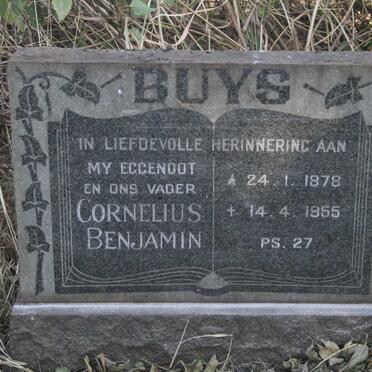 BUYS
IN LIEFDEVOLLE HERINNERING AAN
MY EGGENOOT
EN ONS VADER
CORNELIUS
BENJAMIN
* 24.1.1878
+ 14.4.1955
PS. 27